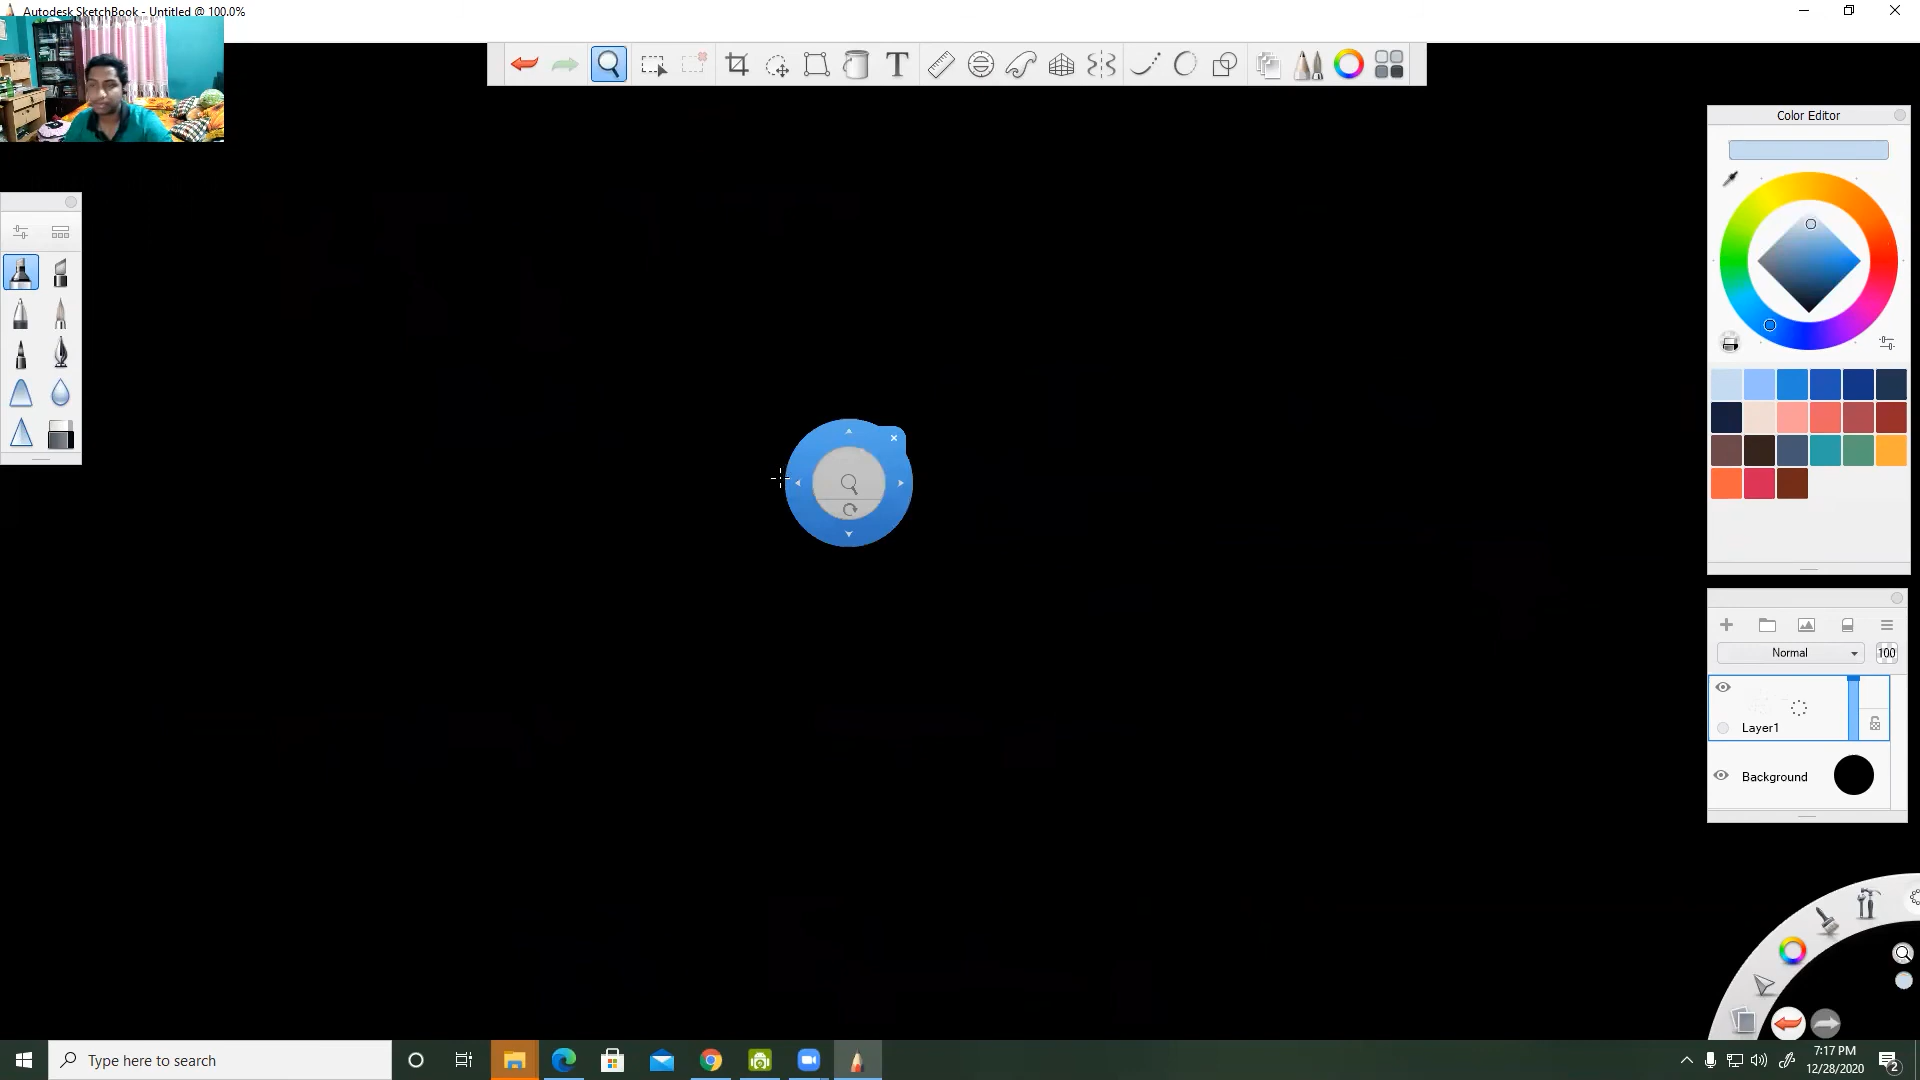 Autodesk SketchBook - Untitled @ 100.0%
T
Color Editor
Normal
100
Layer1
Background
Type here to search
7:17 PM
12/28/2020
2